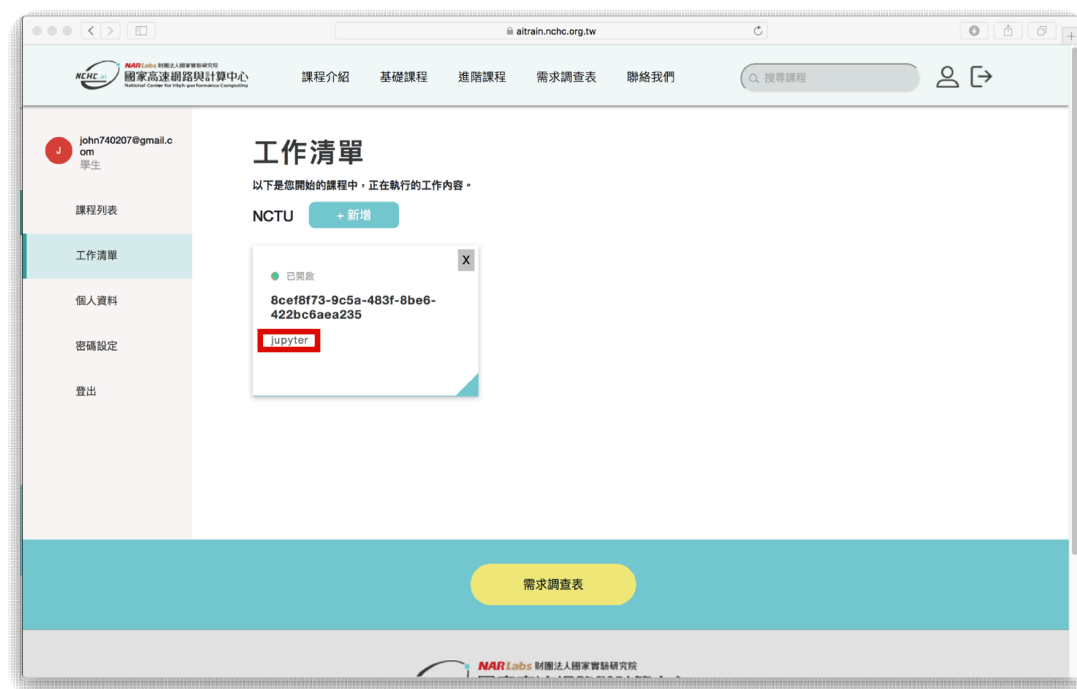 aitrain.nchc.org.tw
NCHC.ai
NARLabs 財團法人國家實驗研究院
國家高速網路與計算中心
National Center for High-performance Computing
課程介紹 基礎課程 進階課程 需求調查表 聯絡我們
搜尋課程
J
john740207@gmail.c
om
學生
課程列表
工作清單
個人資料
密碼設定
登出
工作清單
以下是您開始的課程中，正在執行的工作內容。
NCTU
+ 新增
X
已開啟
8cef8f73-9c5a-483f-8be6-
422bc6aea235
jupyter
需求調查表
NARLabs 財團法人國家實驗研究院